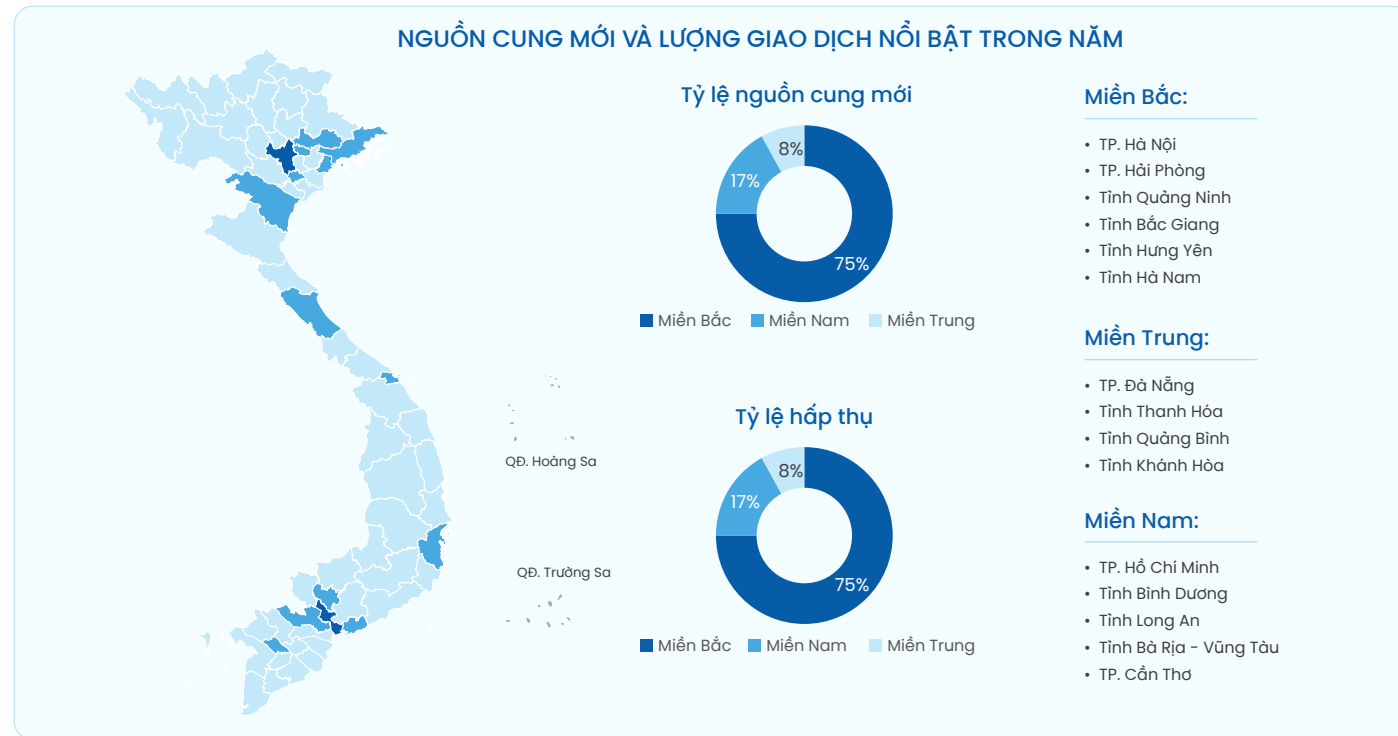 NGUỒN CUNG MỚI VÀ LƯỢNG GIAO DỊCH NỔI BẬT TRONG NĂM
Tỷ lệ nguồn cung mới
8%
17%
75%
Miền Bắc
Miền Nam
Miền Trung
Tỷ lệ hấp thụ
8%
17%
75%
Miền Bắc
Miền Nam
Miền Trung
QĐ. Hoàng Sa
QĐ. Trường Sa
Miền Bắc:
• TP. Hà Nội
• TP. Hải Phòng
• Tỉnh Quảng Ninh
• Tỉnh Bắc Giang
• Tỉnh Hưng Yên
• Tỉnh Hà Nam
Miền Trung:
• TP. Đà Nẵng
• Tỉnh Thanh Hóa
• Tỉnh Quảng Bình
• Tỉnh Khánh Hòa
Miền Nam:
• TP. Hồ Chí Minh
• Tỉnh Bình Dương
• Tỉnh Long An
• Tỉnh Bà Rịa - Vũng Tàu
• TP. Cần Thơ